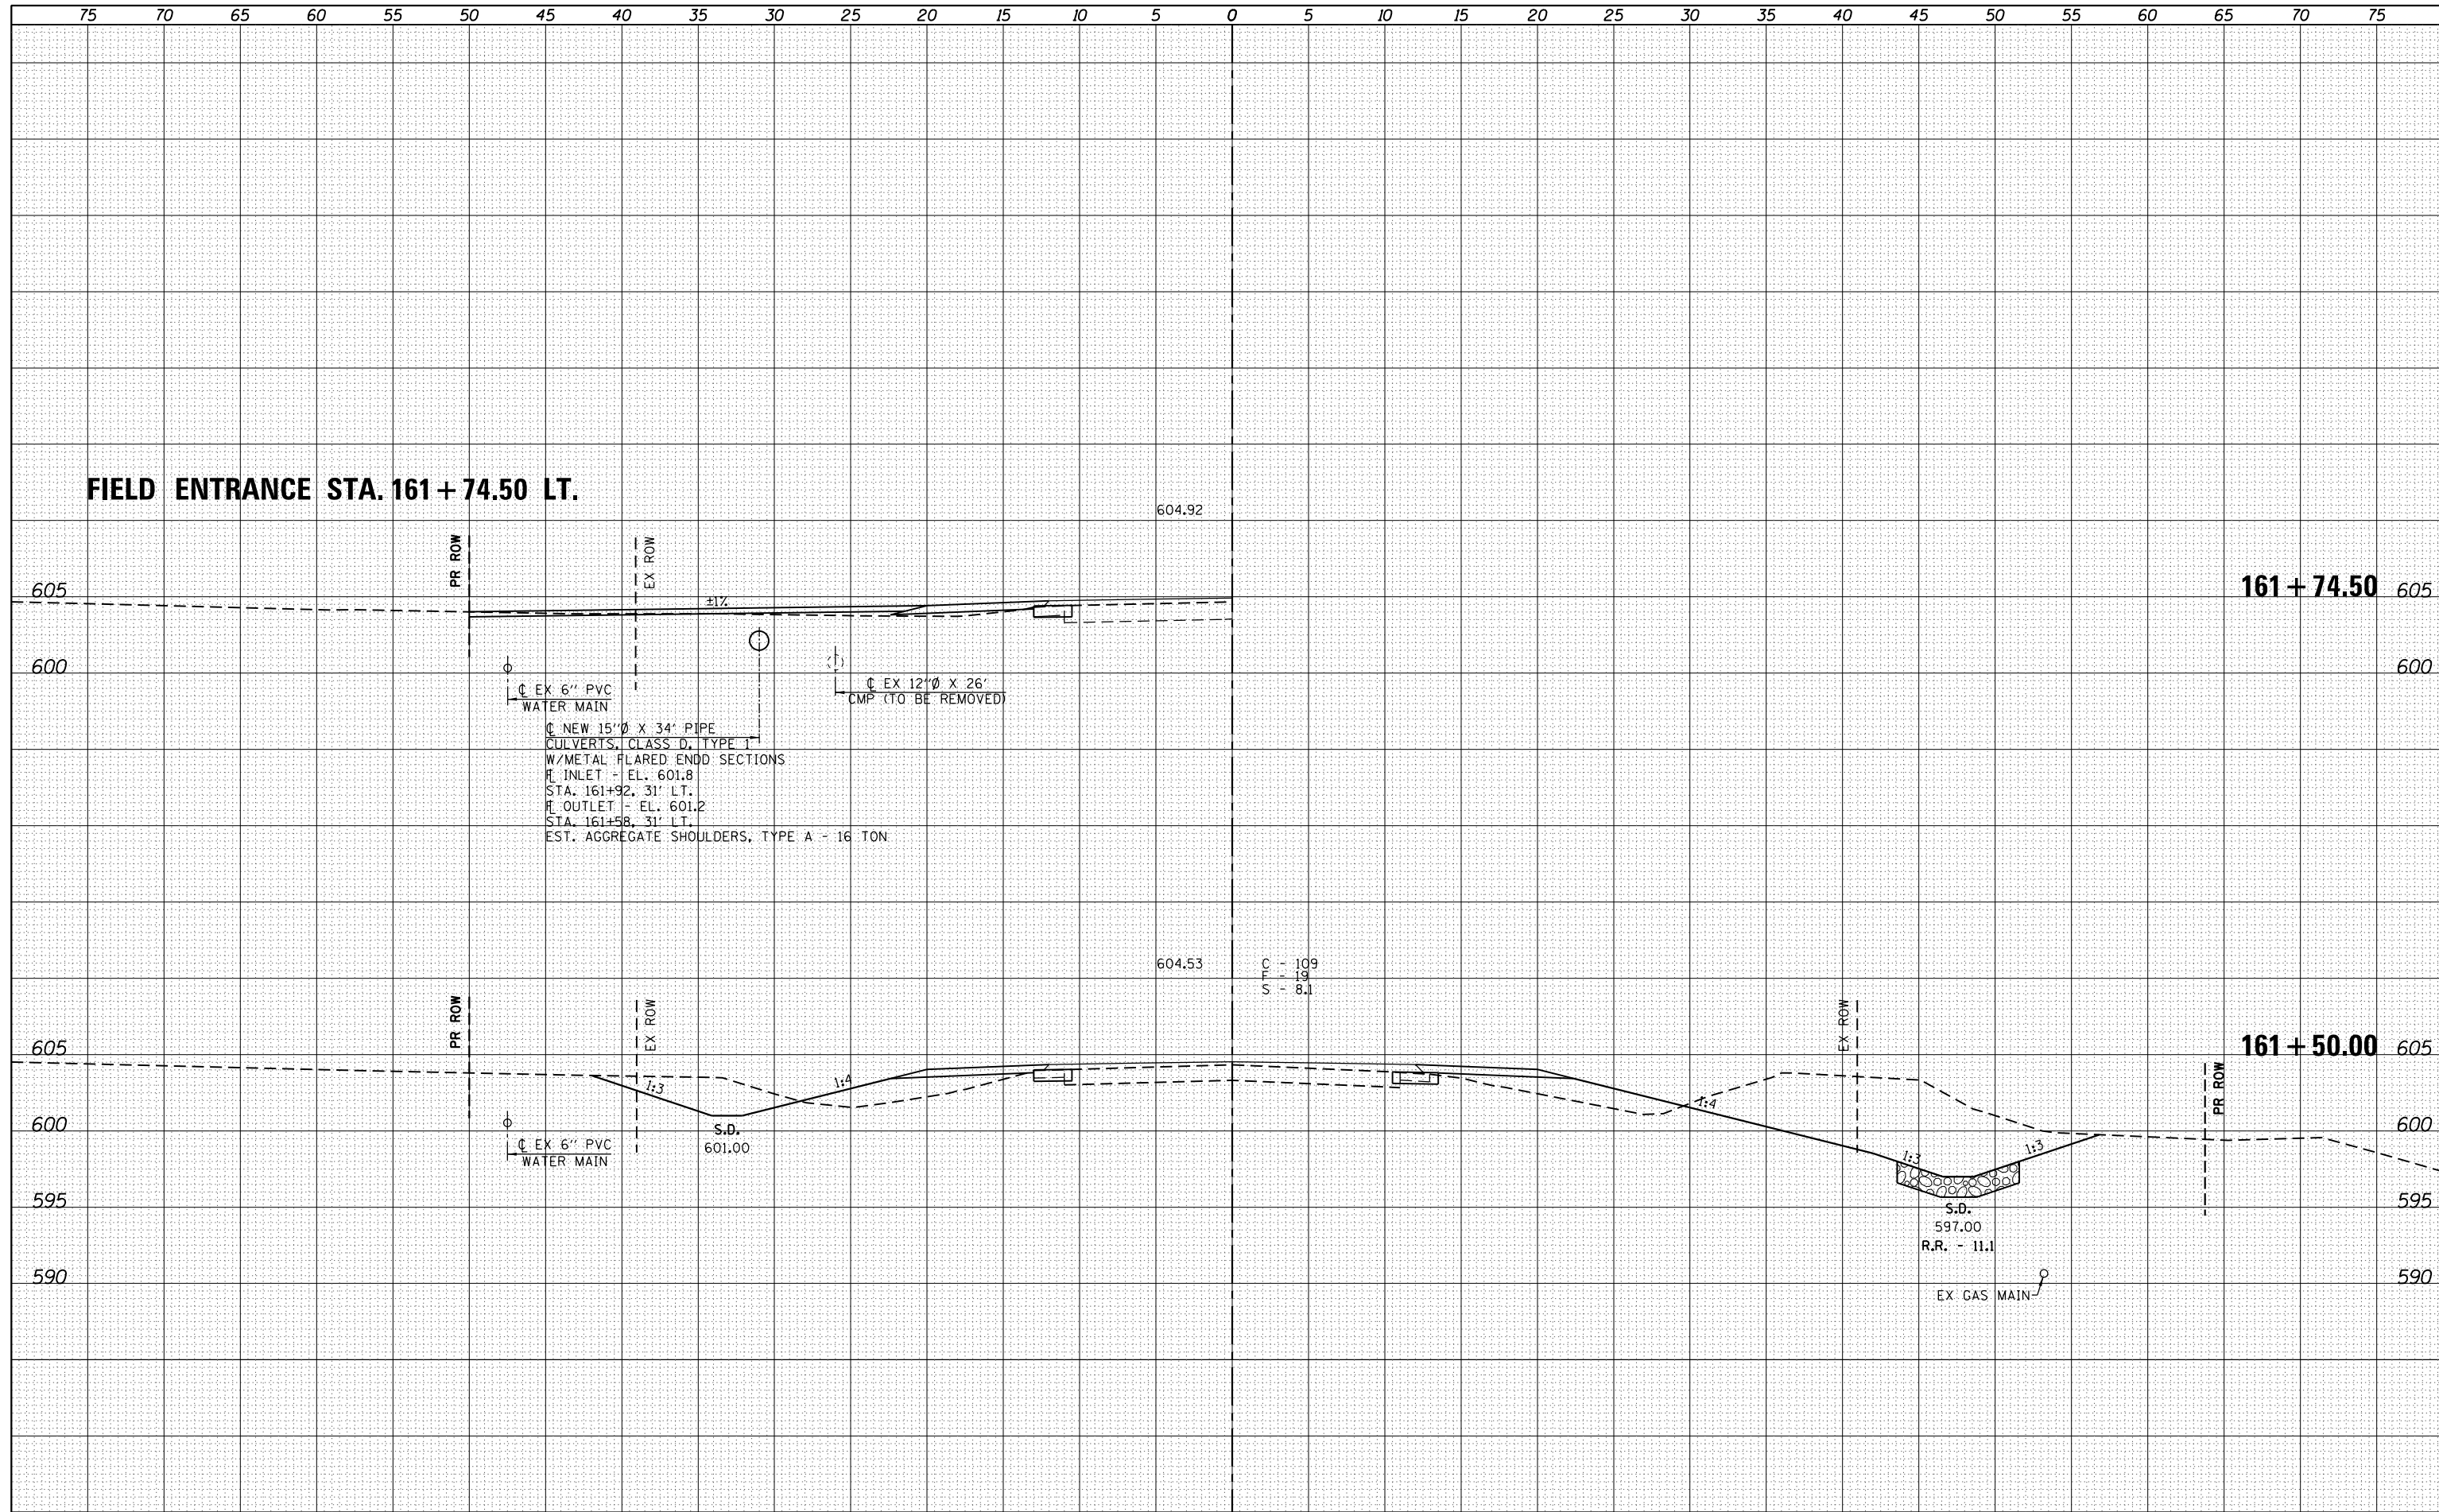 75 70 65 60 55 50 45 40 35 30 25 20 15 10 5 0 5 10 15 20 25 30 35 40 45 50 55 60 65 70 75
FIELD ENTRANCE STA. 161+74.50 LT.
604.92
PR ROW
EX ROW
±1%
605
161+74.50 605
600
600
℄ EX 6'' PVC
WATER MAIN
℄ EX 12''Ø X 26'
CMP (TO BE REMOVED)
℄ NEW 15''Ø X 34' PIPE
CULVERTS, CLASS D, TYPE 1
W/METAL FLARED ENDD SECTIONS
FL INLET - EL. 601.8
STA. 161+92, 31' LT.
FL OUTLET - EL. 601.2
STA. 161+58, 31' LT.
EST. AGGREGATE SHOULDERS, TYPE A - 16 TON
604.53
C - 109
F - 19
S - 8.1
PR ROW
EX ROW
EX ROW
PR ROW
605
161+50.00 605
1:3
1:4
1:4
1:3
1:3
600
600
S.D.
601.00
℄ EX 6'' PVC
WATER MAIN
595
595
S.D.
597.00
R.R. - 11.1
590
590
EX GAS MAIN